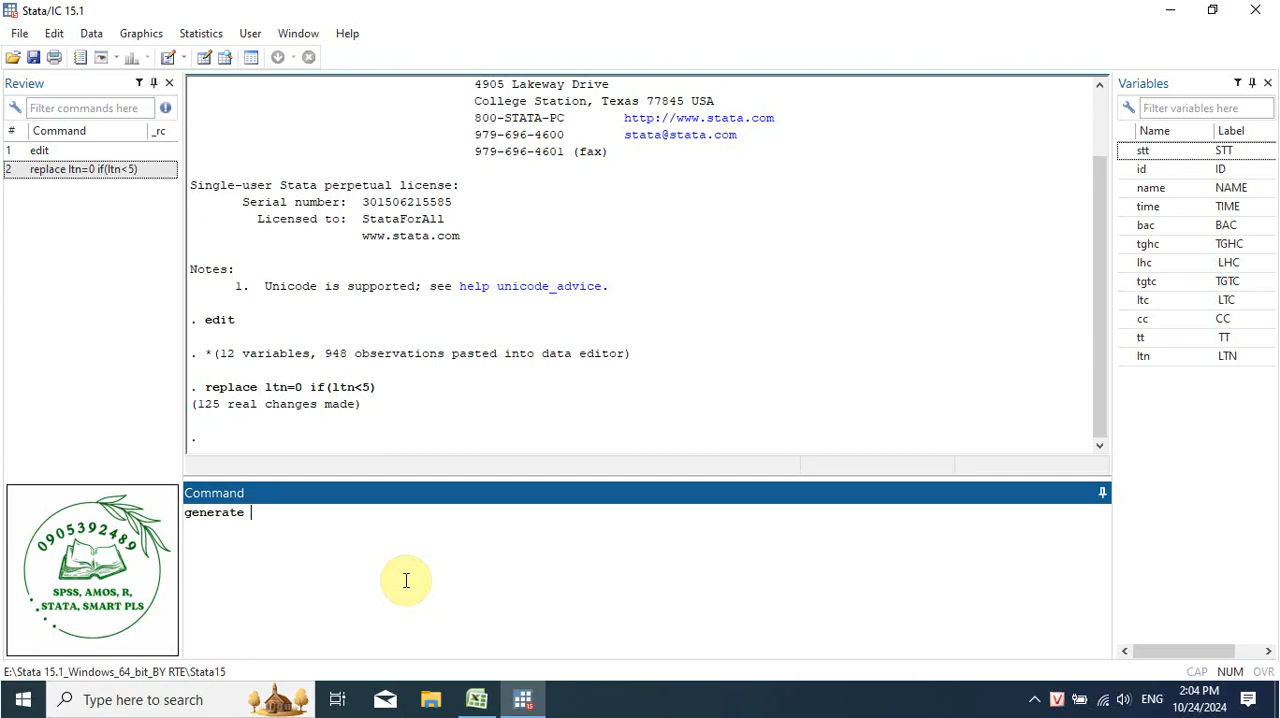 Stata/IC 15.1
File Edit Data Graphics Statistics User Window Help
Review
Filter commands here
# Command _rc
1 edit
2 replace ltn=0 if(ltn<5)
0905392489
SPSS, AMOS, R,
STATA, SMART PLS
4905 Lakeway Drive
College Station, Texas 77845 USA
800-STATA-PC http://www.stata.com
979-696-4600 stata@stata.com
979-696-4601 (fax)
Single-user Stata perpetual license:
Serial number: 301506215585
Licensed to: StataForAll
www.stata.com
Notes:
1. Unicode is supported; see help unicode_advice.
. edit
. *(12 variables, 948 observations pasted into data editor)
. replace ltn=0 if(ltn<5)
(125 real changes made)
.
Command
generate
Variables
Filter variables here
Name Label
stt STT
id ID
name NAME
time TIME
bac BAC
tghc TGHC
lhc LHC
tgtc TGTC
ltc LTC
cc CC
tt TT
ltn LTN
E:\Stata 15.1_Windows_64_bit_BY RTE\Stata15
CAP NUM OVR
Type here to search
V
ENG
2:04 PM
10/24/2024